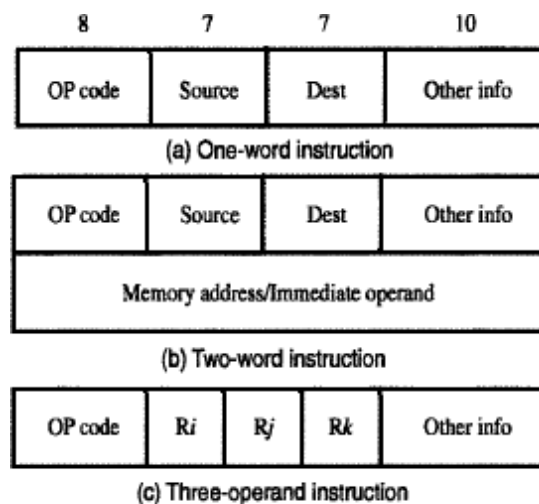 8 7 7 10
OP code Source Dest Other info
(a) One-word instruction
OP code Source Dest Other info
Memory address/Immediate operand
(b) Two-word instruction
OP code Ri Rj Rk Other info
(c) Three-operand instruction